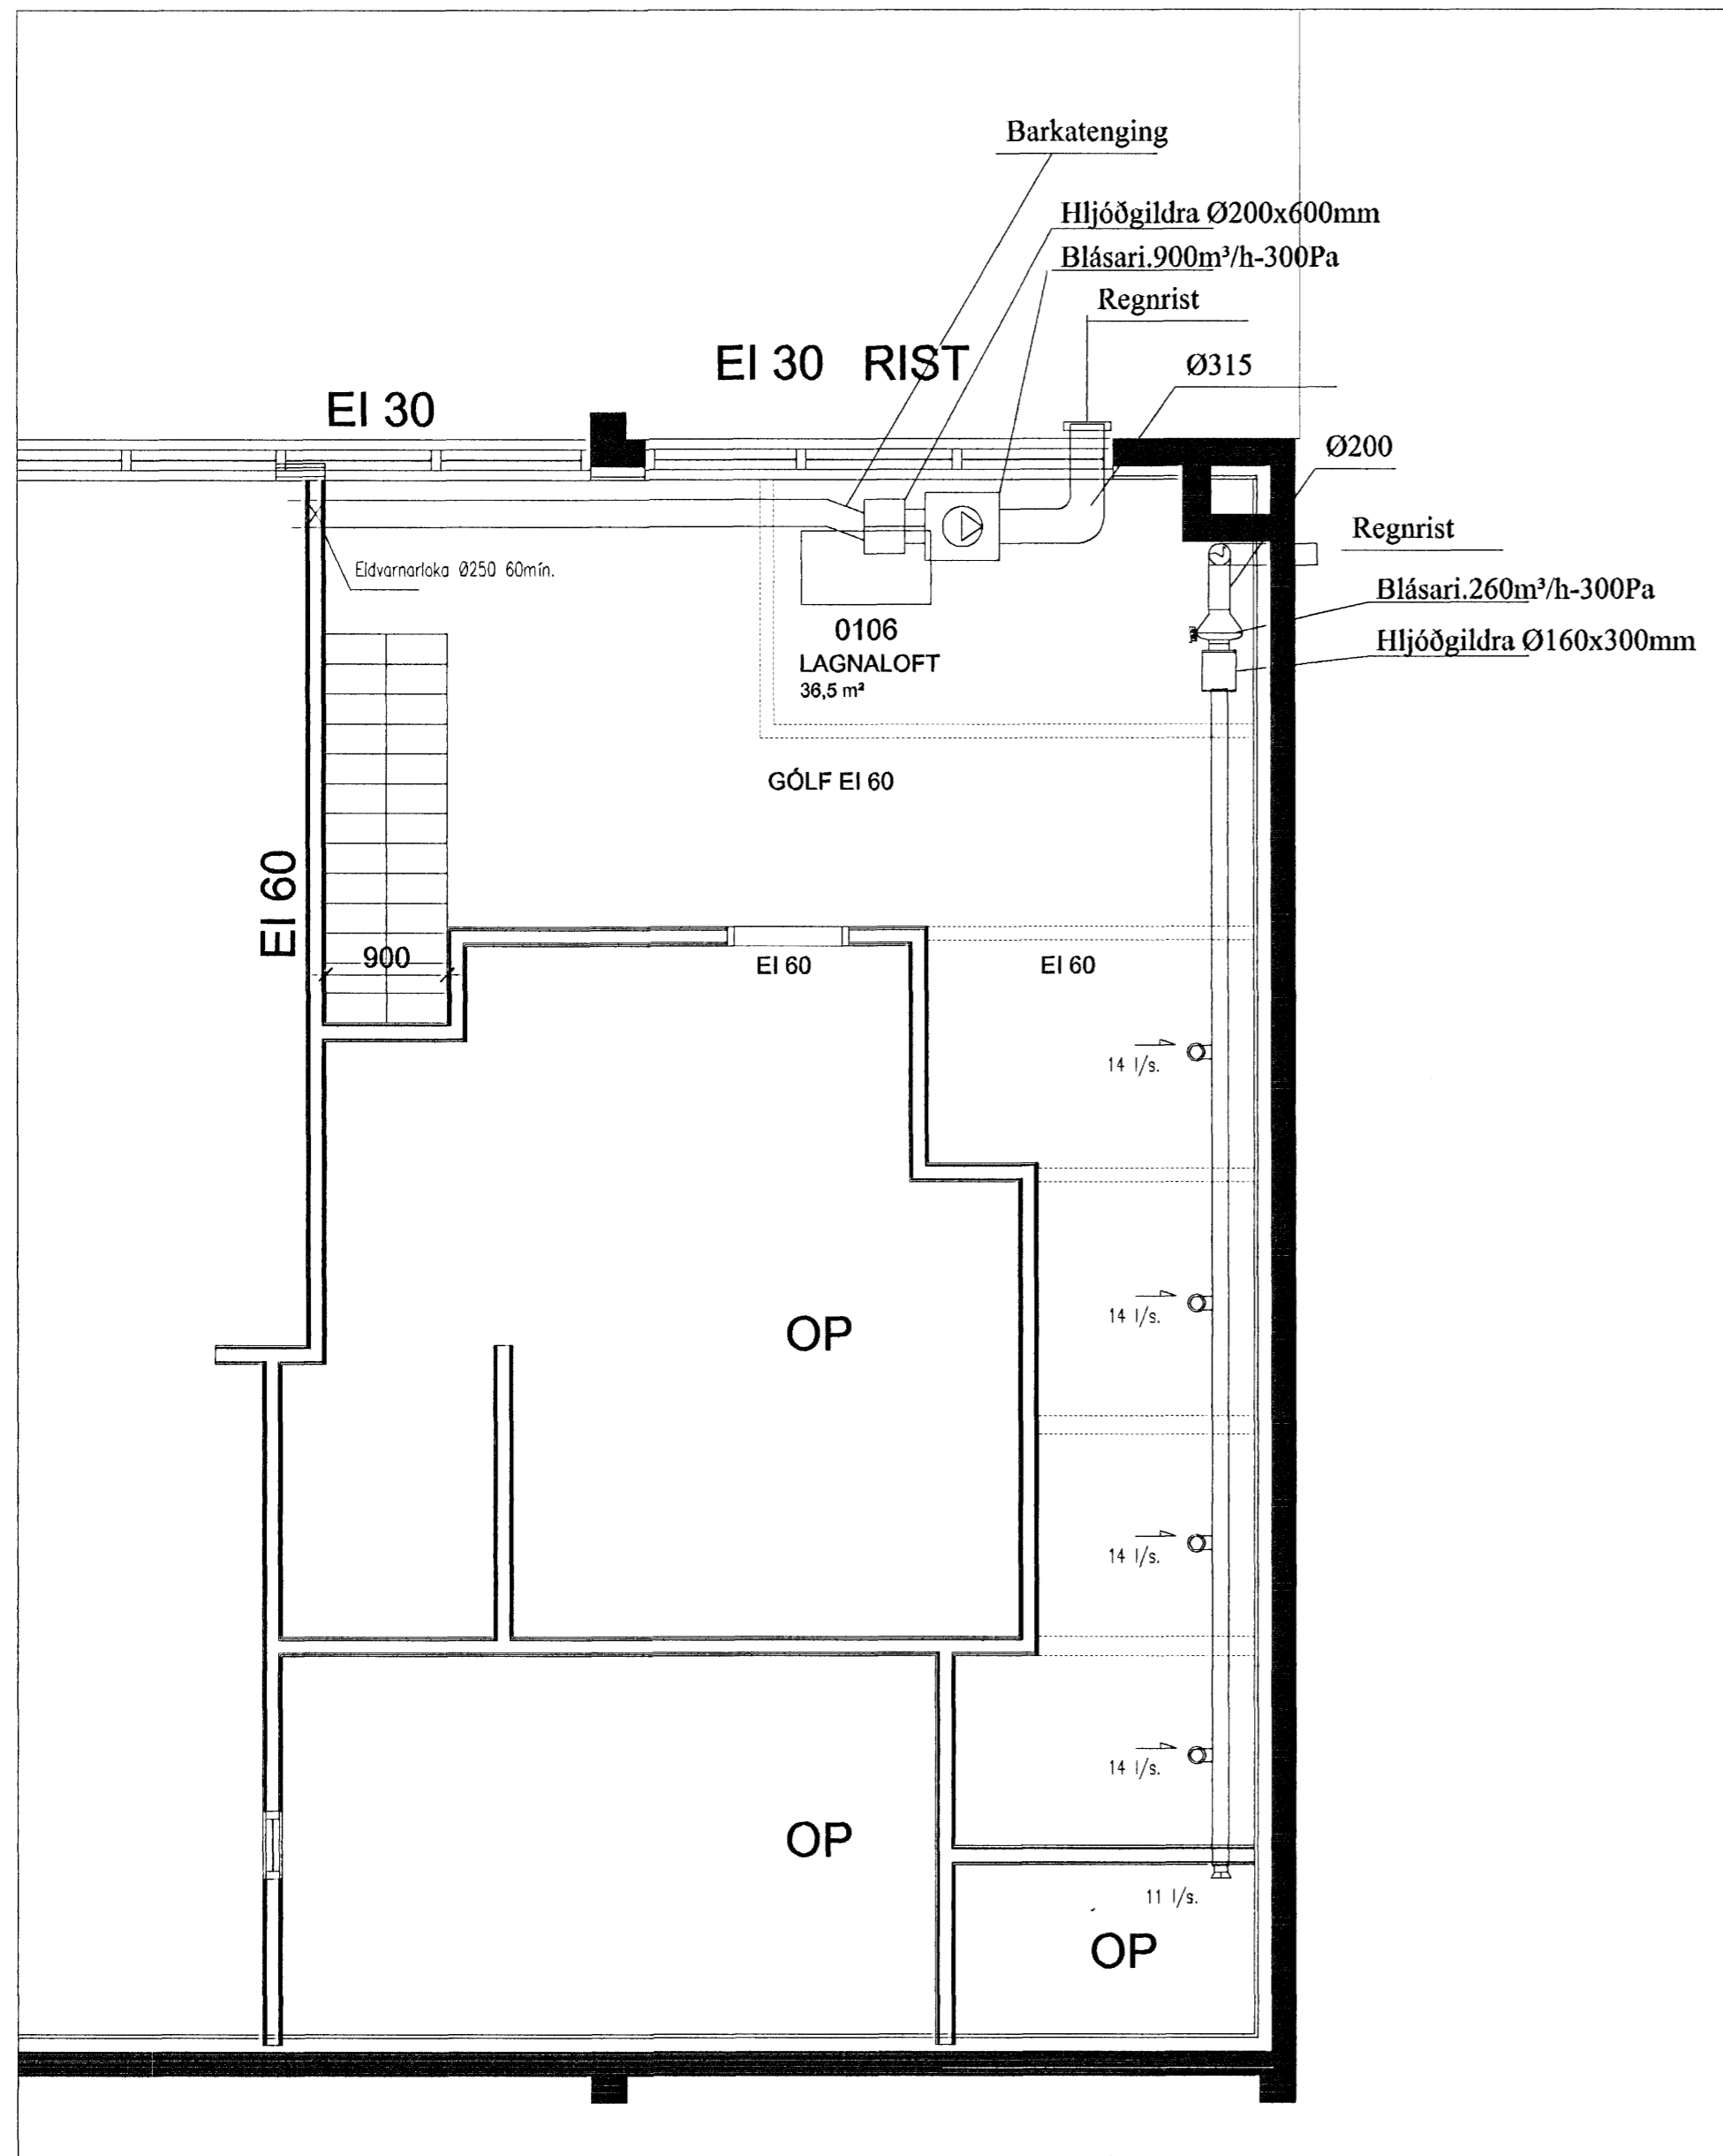 Barkatenging
Hljóðgildra Ø200x600mm
Blásari.900m³/h-300Pa
Regnrist
EI 30 RIST
Ø315
EI 30
Ø200
Regnrist
Eldvarnarloka Ø250 60mín.
Blásari.260m³/h-300Pa
0106
Hljóðgildra Ø160x300mm
LAGNALOFT
36,5 m²
GÓLF EI 60
EI 60
900
EI 60
EI 60
14 l/s.
14 l/s.
OP
14 l/s.
14 l/s.
OP
11 l/s.
OP